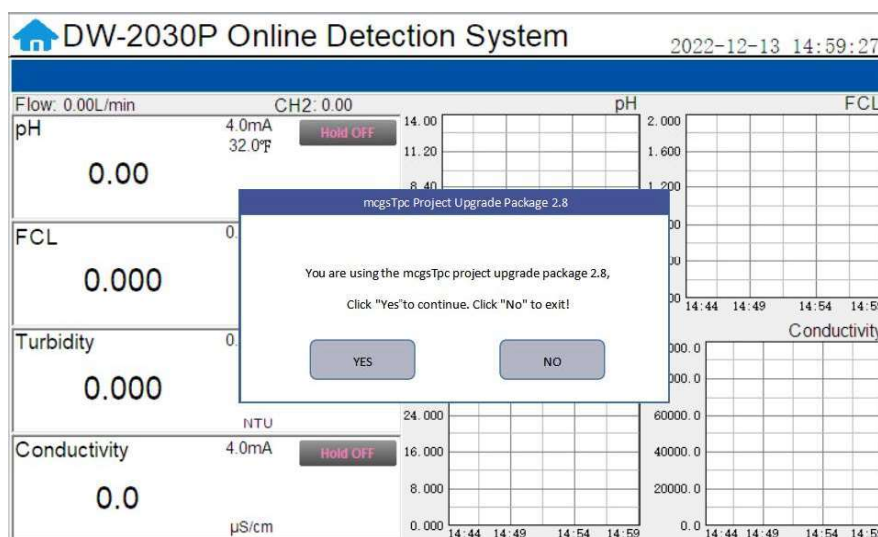 DW-2030P Online Detection System
2022-12-13 14:59:27
Flow: 0.00L/min
CH2: 0.00
pH
FCL
pH
4.0mA
32.0℉
Hold OFF
0.00
14.00
11.20
8.40
2.000
1.600
1.200
mcgsTpc Project Upgrade Package 2.8
You are using the mcgsTpc project upgrade package 2.8,
Click "Yes"to continue. Click "No" to exit!
YES
NO
FCL
0.000
14:44 14:49 14:54
Turbidity
0.000
NTU
Conductivity
24.000
16.000
8.000
0.000
14:44 14:49 14:54 14:59
60000.0
40000.0
20000.0
0.0
14:44 14:49 14:54
Conductivity
4.0mA
Hold OFF
0.0
µS/cm